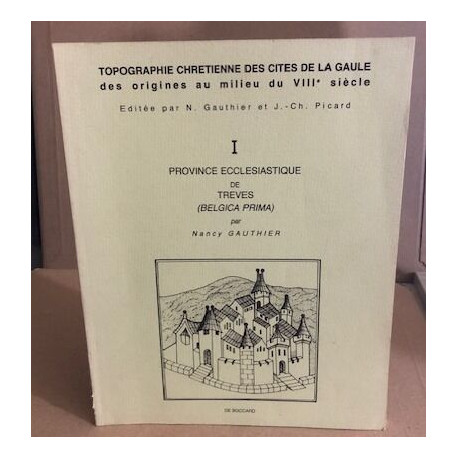 TOPOGRAPHIE CHRETIENNE DES CITES DE LA GAULE
des origines au milieu du VIIIe siècle
Editée par N. Gauthier et J.-Ch. Picard
I
PROVINCE ECCLESIASTIQUE
DE
TREVES
(BELGICA PRIMA)
par
Nancy GAUTHIER
DE BOCCARD